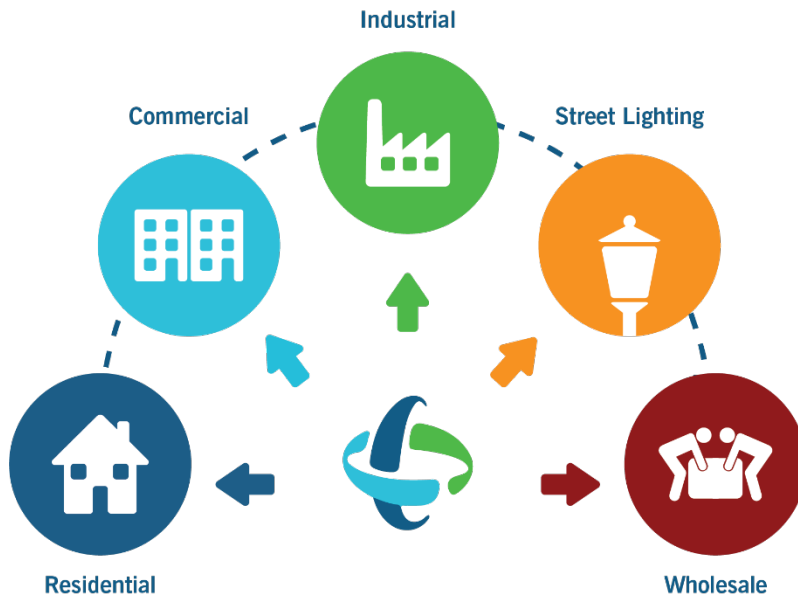 Industrial
Commercial
Street Lighting
Residential
Wholesale